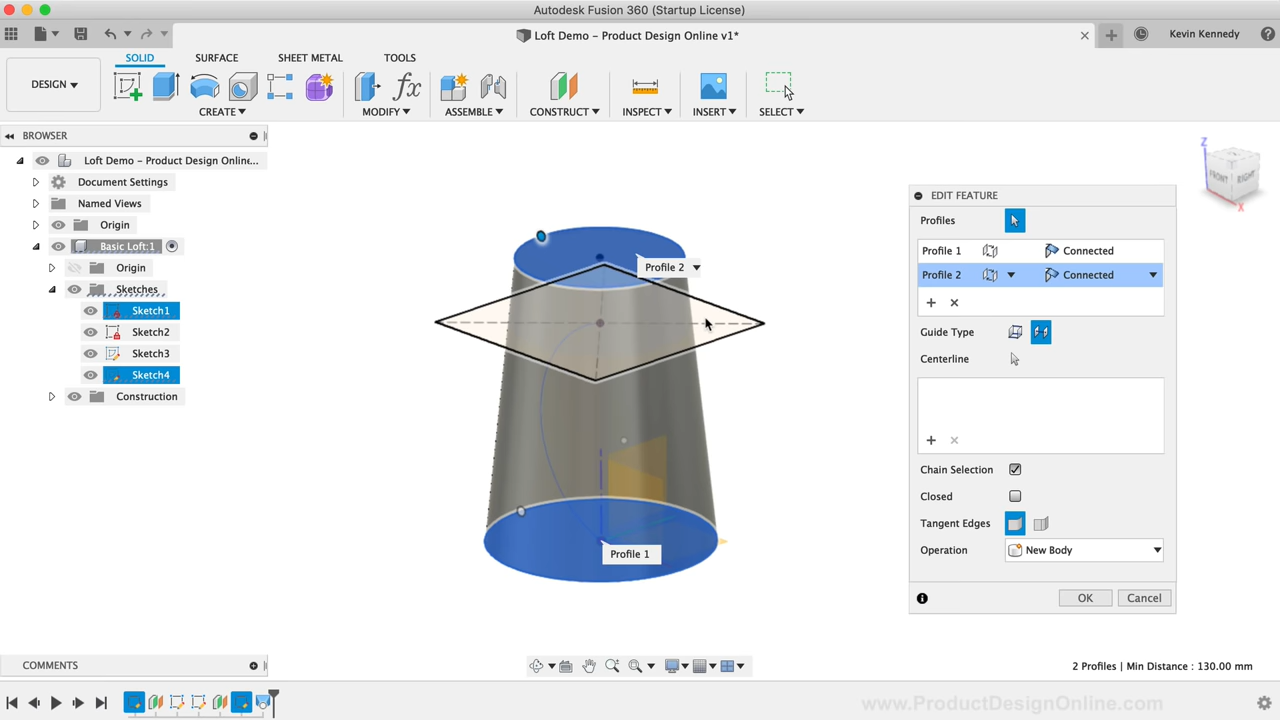 Autodesk Fusion 360 (Startup License)
Loft Demo – Product Design Online v1*
Kevin Kennedy
DESIGN
SOLID
SURFACE
SHEET METAL
TOOLS
CREATE
MODIFY
ASSEMBLE
CONSTRUCT
INSPECT
INSERT
SELECT
BROWSER
Loft Demo – Product Design Online...
Document Settings
Named Views
Origin
Basic Loft:1
Origin
Sketches
Sketch1
Sketch2
Sketch3
Sketch4
Construction
Z
FRONT
RIGHT
X
Profile 2
Profile 1
EDIT FEATURE
Profiles
Profile 1 Connected
Profile 2 Connected
Guide Type
Centerline
Chain Selection
Closed
Tangent Edges
Operation New Body
OK Cancel
COMMENTS
2 Profiles | Min Distance : 130.00 mm
www.ProductDesignOnline.com